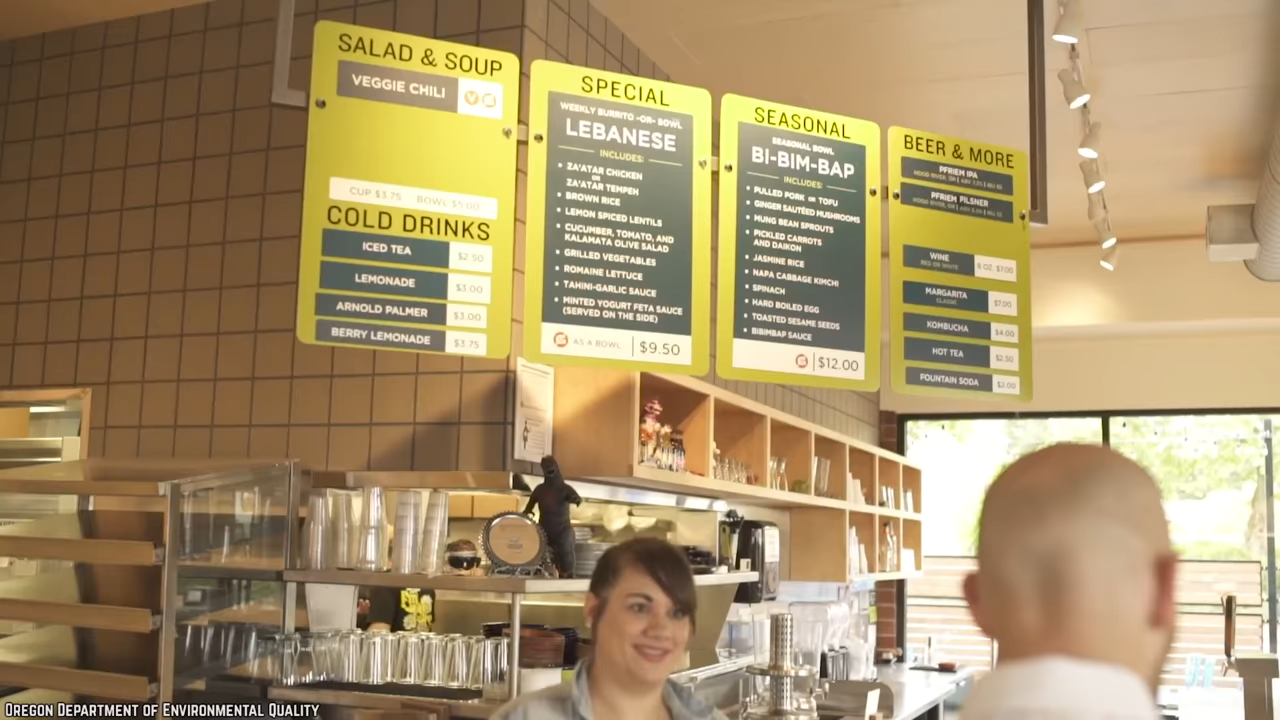 SALAD & SOUP
VEGGIE CHILI
CUP $3.75 BOWL $5.00
COLD DRINKS
ICED TEA $2.50
LEMONADE $3.00
ARNOLD PALMER $3.00
BERRY LEMONADE $3.75
SPECIAL
WEEKLY BURRITO -OR- BOWL
LEBANESE
INCLUDES:
• ZA'ATAR CHICKEN
OR
ZA'ATAR TEMPEH
• BROWN RICE
• LEMON SPICED LENTILS
• CUCUMBER, TOMATO, AND
KALAMATA OLIVE SALAD
• GRILLED VEGETABLES
• ROMAINE LETTUCE
• TAHINI-GARLIC SAUCE
• MINTED YOGURT FETA SAUCE
(SERVED ON THE SIDE)
AS A BOWL $9.50
SEASONAL
SEASONAL BOWL
BI-BIM-BAP
INCLUDES:
• PULLED PORK OR TOFU
• GINGER SAUTÉED MUSHROOMS
• MUNG BEAN SPROUTS
• PICKLED CARROTS
AND DAIKON
• JASMINE RICE
• NAPA CABBAGE KIMCHI
• SPINACH
• HARD BOILED EGG
• TOASTED SESAME SEEDS
• BIBIMBAP SAUCE
$12.00
BEER & MORE
PFRIEM IPA
PFRIEM PILSNER
WINE 6 OZ. $7.00
RED OR WHITE
MARGARITA $7.00
CLASSIC
KOMBUCHA $4.00
HOT TEA $2.50
FOUNTAIN SODA $2.00
OREGON DEPARTMENT OF ENVIRONMENTAL QUALITY